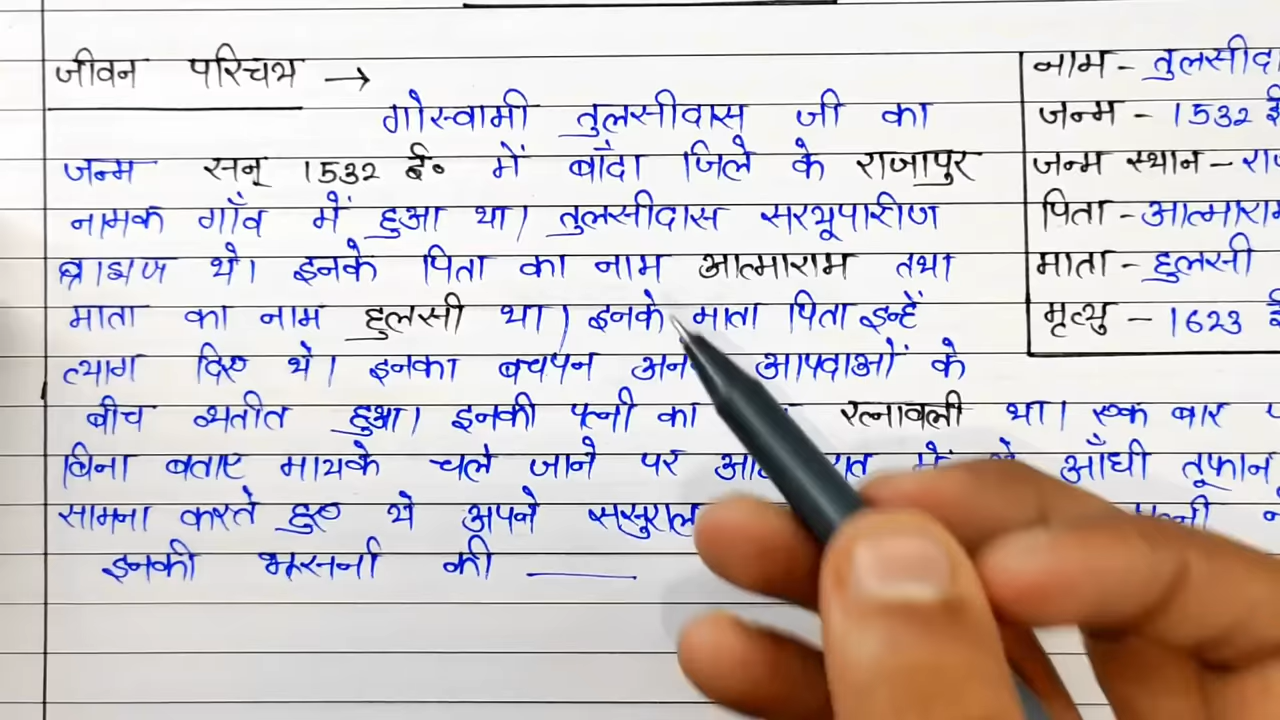 जीवन परिचय →
गोस्वामी तुलसीदास जी का
जन्म सन् 1532 ई० में बाँदा जिले के राजापुर
नामक गाँव में हुआ था। तुलसीदास सरयूपारीण
ब्राह्मण थे। इनके पिता का नाम आत्माराम तथा
माता का नाम हुलसी था। इनके माता पिता इन्हें
त्याग दिए थे। इनका बचपन आपदाओं के
बीच व्यतीत हुआ। इनकी पत्नी का रत्नावली था। एक बार
बिना बताए मायके चले जाने पर में आँधी तूफान
सामना करते हुए ये अपने ससुराल
इनकी भर्त्सना की ____
नाम - तुलसीदा
जन्म - 1532 ई
जन्म स्थान - रा
पिता - आत्माराम
माता - हुलसी
मृत्यु - 1623 ई